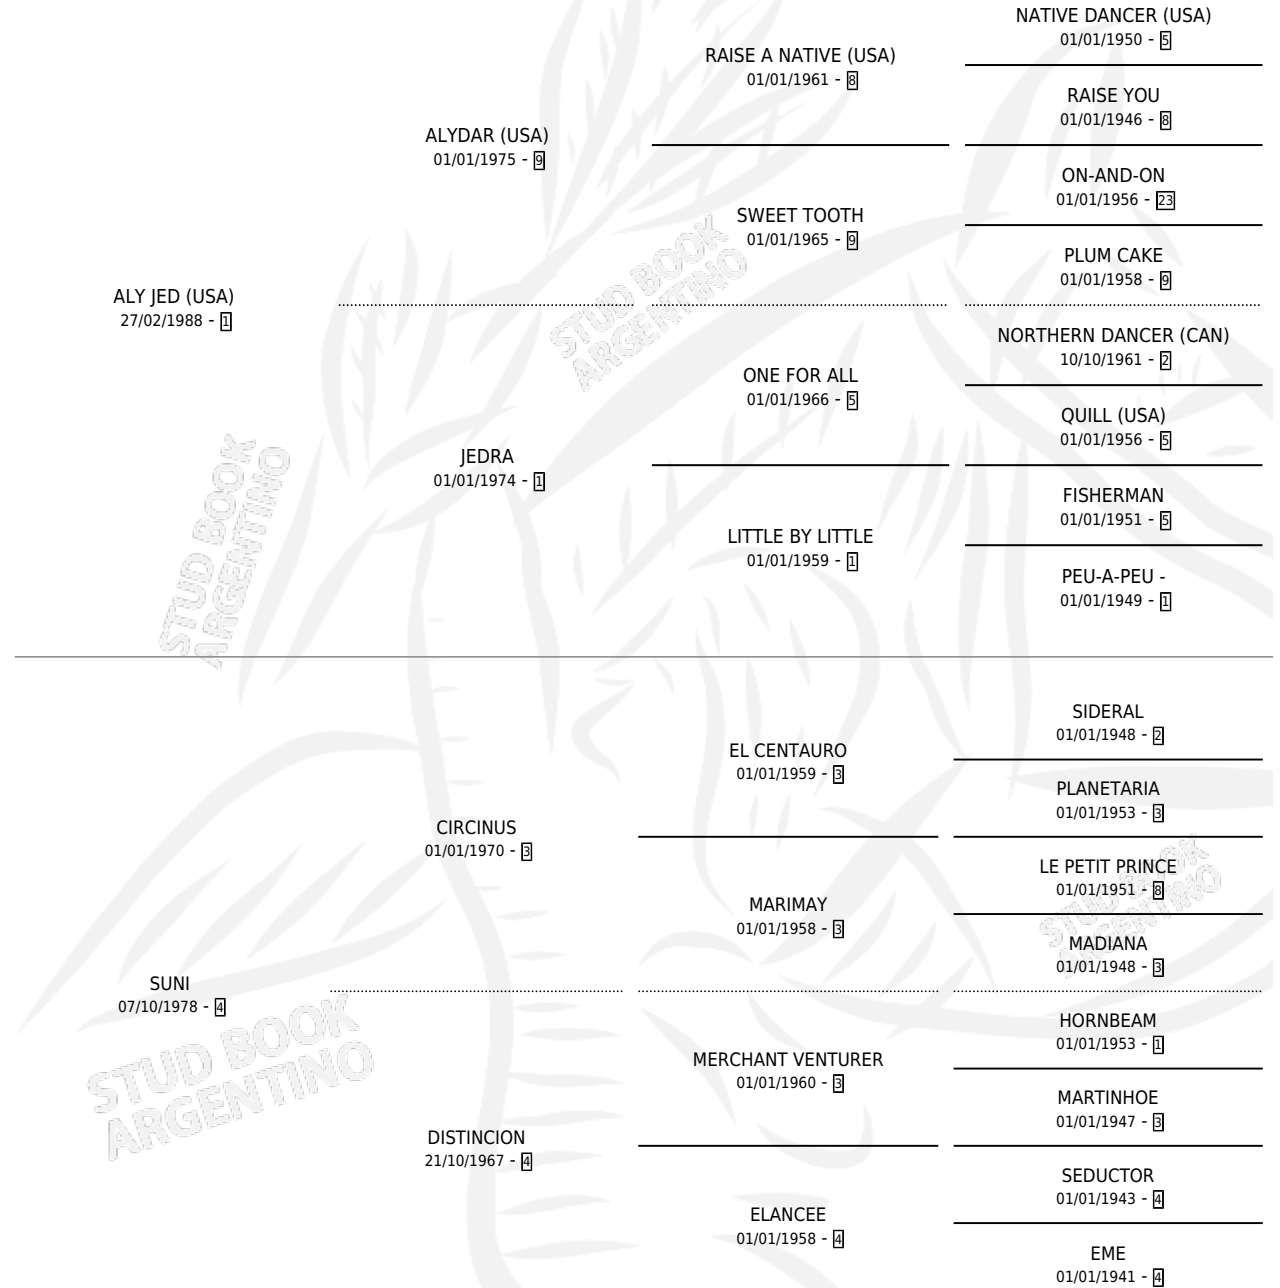 NATIVE DANCER (USA)
01/01/1950 - 5
RAISE A NATIVE (USA)
01/01/1961 - 8
RAISE YOU
01/01/1946 - 8
ALYDAR (USA)
01/01/1975 - 9
ON-AND-ON
01/01/1956 - 23
SWEET TOOTH
01/01/1965 - 9
PLUM CAKE
01/01/1958 - 9
ALY JED (USA)
27/02/1988 - 1
NORTHERN DANCER (CAN)
10/10/1961 - 2
ONE FOR ALL
01/01/1966 - 5
QUILL (USA)
01/01/1956 - 5
JEDRA
01/01/1974 - 1
FISHERMAN
01/01/1951 - 5
LITTLE BY LITTLE
01/01/1959 - 1
PEU-A-PEU -
01/01/1949 - 1
SIDERAL
01/01/1948 - 2
EL CENTAURO
01/01/1959 - 3
PLANETARIA
01/01/1953 - 3
CIRCINUS
01/01/1970 - 3
LE PETIT PRINCE
01/01/1951 - 8
MARIMAY
01/01/1958 - 3
MADIANA
01/01/1948 - 3
SUNI
07/10/1978 - 4
HORNBEAM
01/01/1953 - 1
MERCHANT VENTURER
01/01/1960 - 3
MARTINHOE
01/01/1947 - 3
DISTINCION
21/10/1967 - 4
SEDUCTOR
01/01/1943 - 4
ELANCEE
01/01/1958 - 4
EME
01/01/1941 - 4
STUD BOOK
ARGENTINO
STUD BOOK
ARGENTINO
STUD BOOK
ARGENTINO
STUD BOOK
ARGENTINO